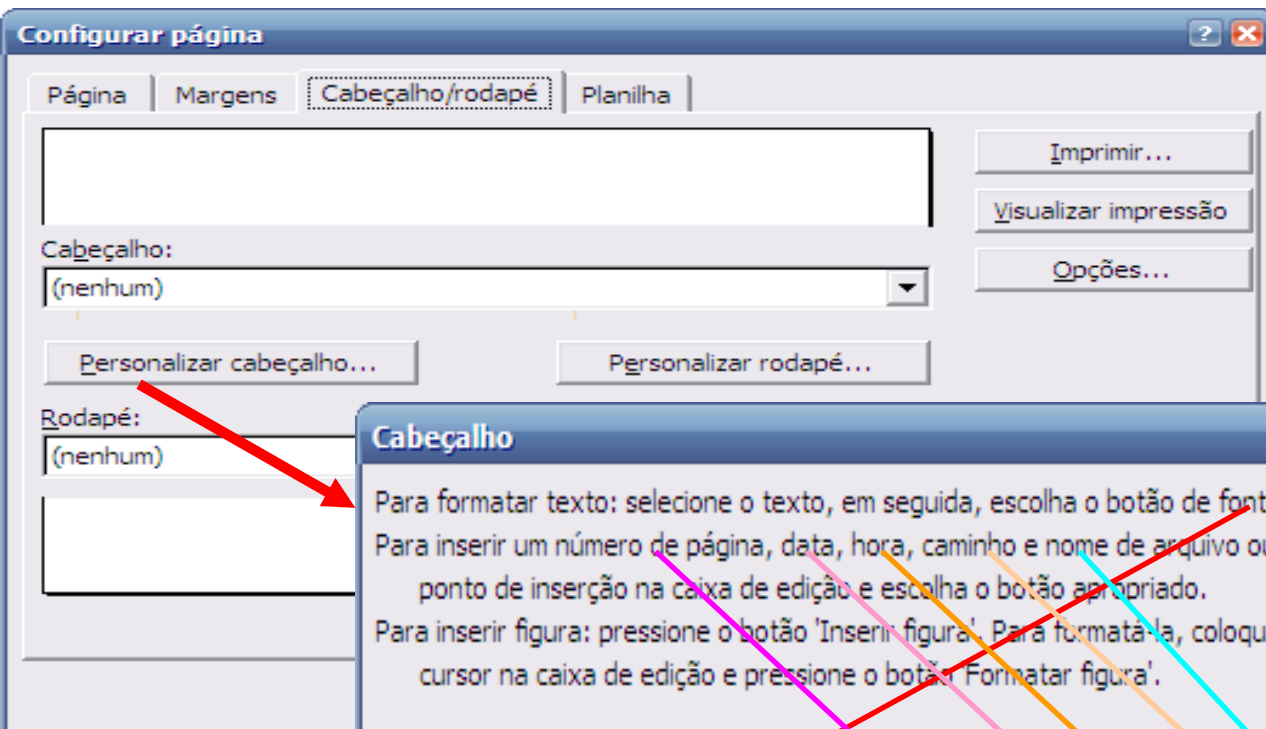 Configurar página
Página Margens Cabeçalho/rodapé Planilha
Imprimir...
Visualizar impressão
Opções...
Cabeçalho:
(nenhum)
Personalizar cabeçalho... Personalizar rodapé...
Rodapé:
(nenhum)
Cabeçalho
Para formatar texto: selecione o texto, em seguida, escolha o botão de font
Para inserir um número de página, data, hora, caminho e nome de arquivo ou
ponto de inserção na caixa de edição e escolha o botão apropriado.
Para inserir figura: pressione o botão 'Inserir figura'. Para formatá-la, coloqu
cursor na caixa de edição e pressione o botão 'Formatar figura'.